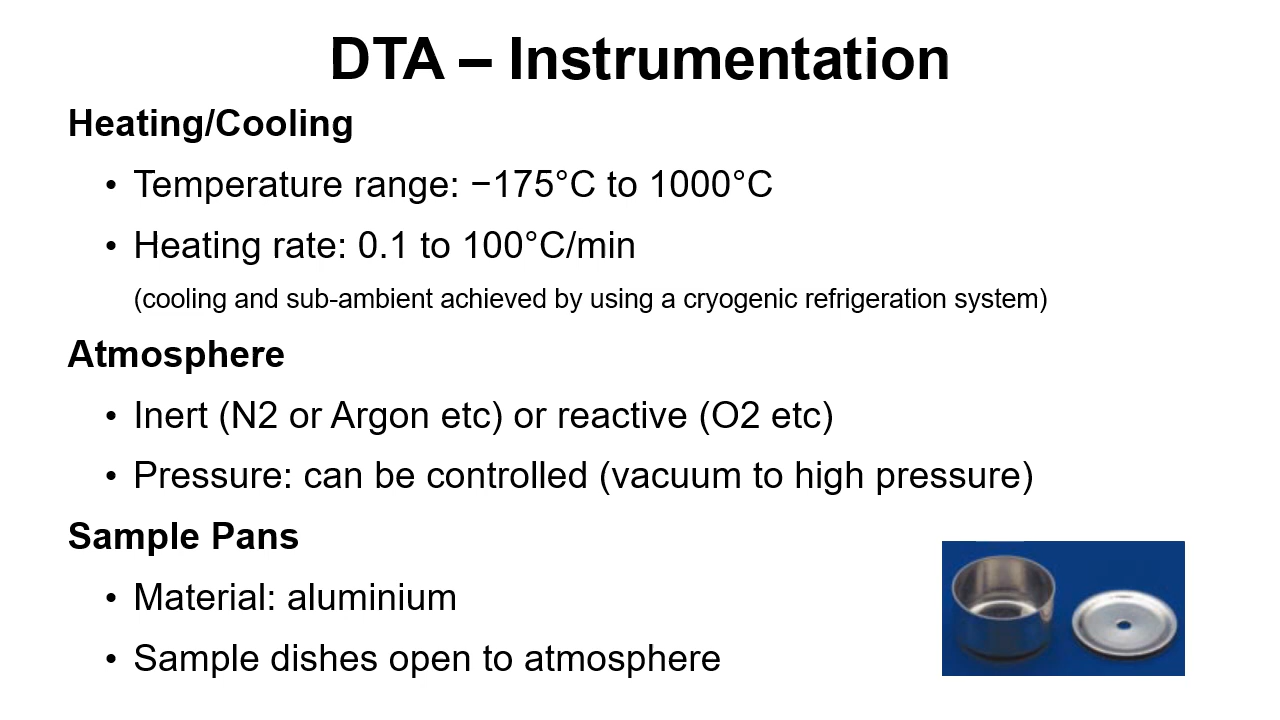 DTA – Instrumentation
Heating/Cooling
• Temperature range: −175°C to 1000°C
• Heating rate: 0.1 to 100°C/min
(cooling and sub-ambient achieved by using a cryogenic refrigeration system)
Atmosphere
• Inert (N2 or Argon etc) or reactive (O2 etc)
• Pressure: can be controlled (vacuum to high pressure)
Sample Pans
• Material: aluminium
• Sample dishes open to atmosphere